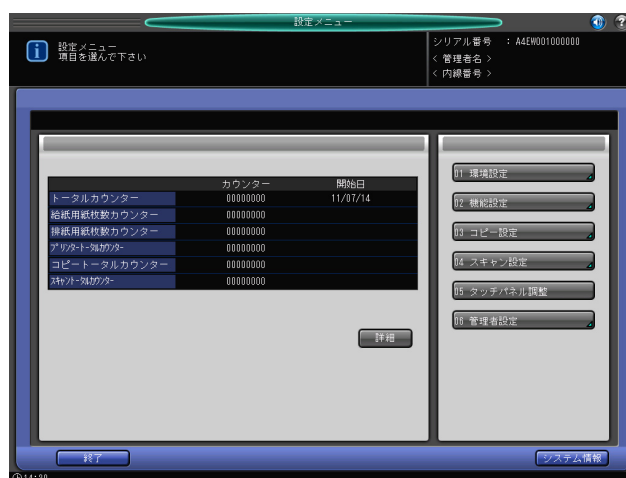 設定メニュー
設定メニュー
項目を選んで下さい
シリアル番号 : A4EW001000000
< 管理者名 >
< 内線番号 >
カウンター 開始日
トータルカウンター 00000000 11/07/14
給紙用紙枚数カウンター 00000000
排紙用紙枚数カウンター 00000000
プリンタートータルカウンター 00000000
コピートータルカウンター 00000000
スキャントータルカウンター 00000000
詳細
01 環境設定
02 機能設定
03 コピー設定
04 スキャン設定
05 タッチパネル調整
06 管理者設定
終了
システム情報
14:20